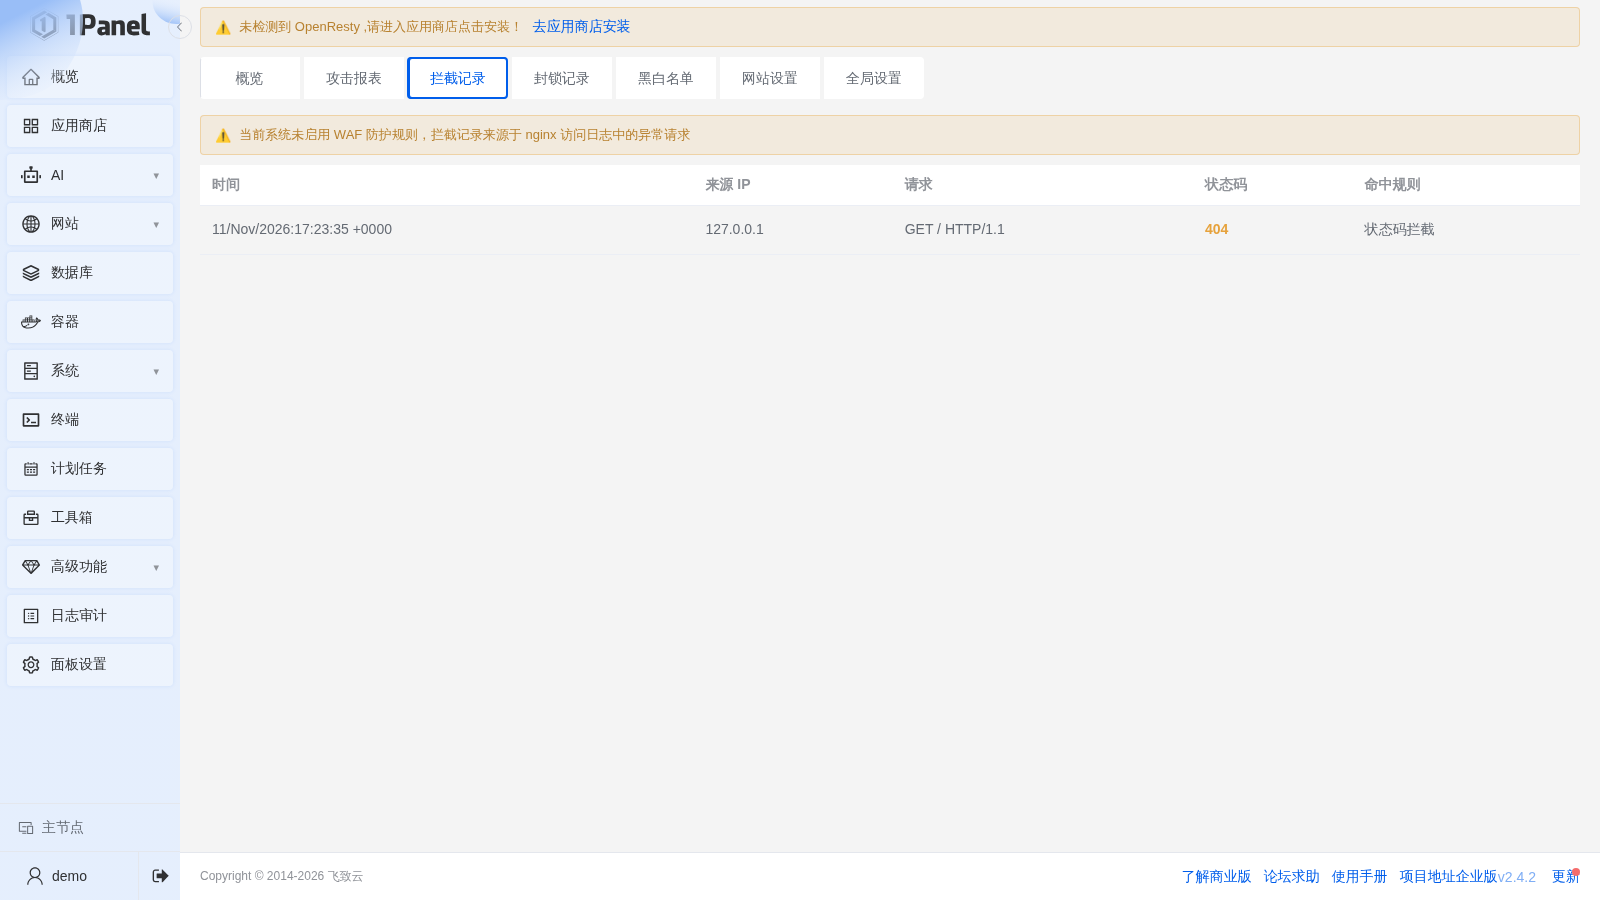 1Panel
概览
应用商店
AI
网站
数据库
容器
系统
终端
计划任务
工具箱
高级功能
日志审计
面板设置
主节点
demo
未检测到 OpenResty ,请进入应用商店点击安装！ 去应用商店安装
概览 攻击报表 拦截记录 封锁记录 黑白名单 网站设置 全局设置
当前系统未启用 WAF 防护规则，拦截记录来源于 nginx 访问日志中的异常请求
时间 来源 IP 请求 状态码 命中规则
11/Nov/2026:17:23:35 +0000 127.0.0.1 GET / HTTP/1.1 404 状态码拦截
Copyright © 2014-2026 飞致云 了解商业版 论坛求助 使用手册 项目地址企业版v2.4.2 更新